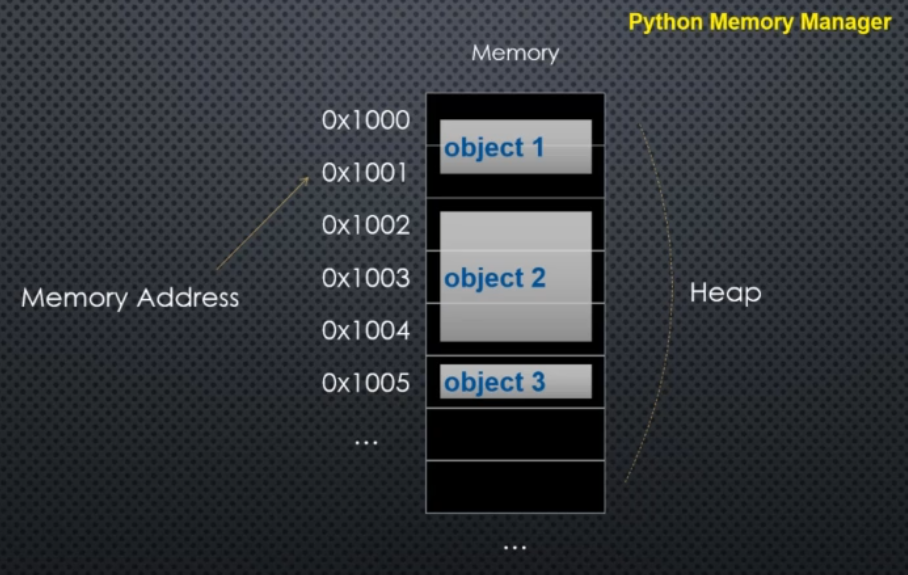 Python Memory Manager
Memory
0x1000
object 1
0x1001
0x1002
0x1003
object 2
0x1004
Memory Address
Heap
0x1005
object 3
...
...